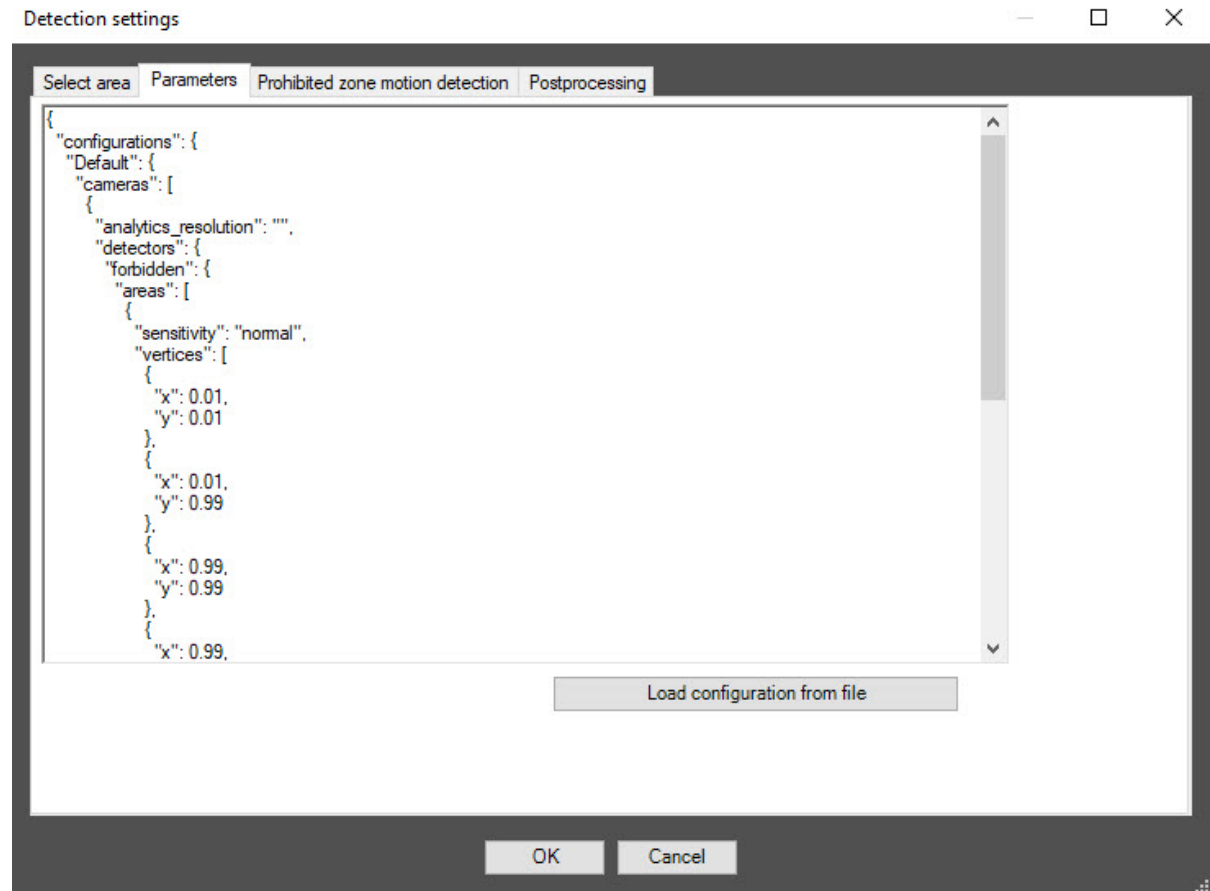 Detection settings
Select area Parameters Prohibited zone motion detection Postprocessing
{
"configurations": {
"Default": {
"cameras": [
{
"analytics_resolution": "",
"detectors": {
"forbidden": {
"areas": [
{
"sensitivity": "normal",
"vertices": [
{
"x": 0.01,
"y": 0.01
},
{
"x": 0.01,
"y": 0.99
},
{
"x": 0.99,
"y": 0.99
},
{
"x": 0.99,
Load configuration from file
OK Cancel